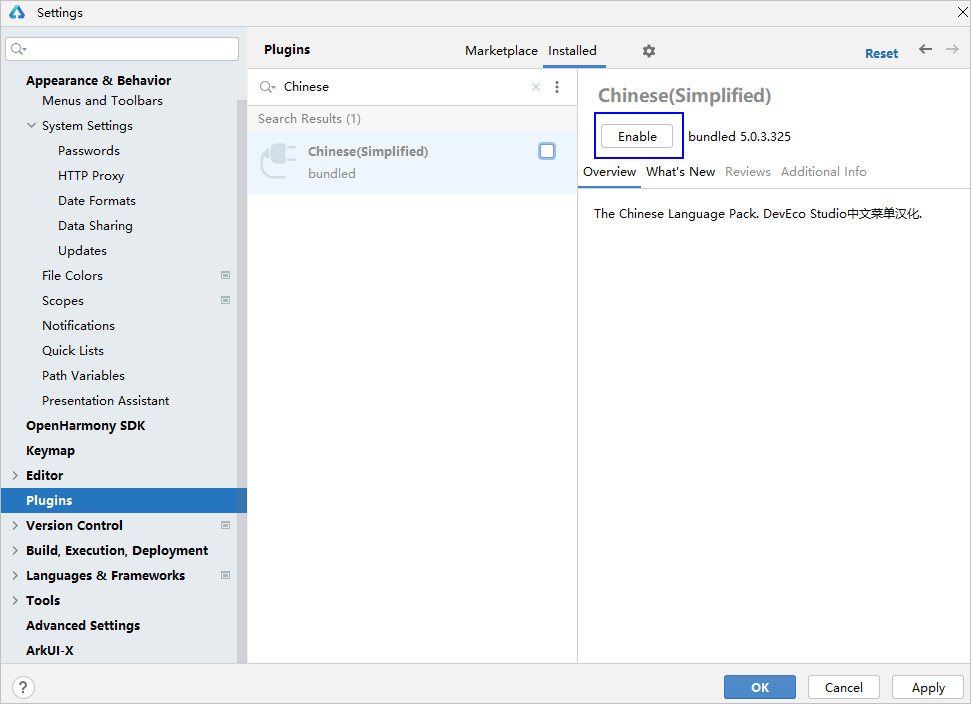 Settings
Appearance & Behavior
Menus and Toolbars
System Settings
Passwords
HTTP Proxy
Date Formats
Data Sharing
Updates
File Colors
Scopes
Notifications
Quick Lists
Path Variables
Presentation Assistant
OpenHarmony SDK
Keymap
Editor
Plugins
Version Control
Build, Execution, Deployment
Languages & Frameworks
Tools
Advanced Settings
ArkUI-X
Plugins
Marketplace
Installed
Reset
Chinese
Search Results (1)
Chinese(Simplified)
bundled
Chinese(Simplified)
Enable
bundled 5.0.3.325
Overview
What's New
Reviews
Additional Info
The Chinese Language Pack. DevEco Studio中文菜单汉化.
?
OK
Cancel
Apply